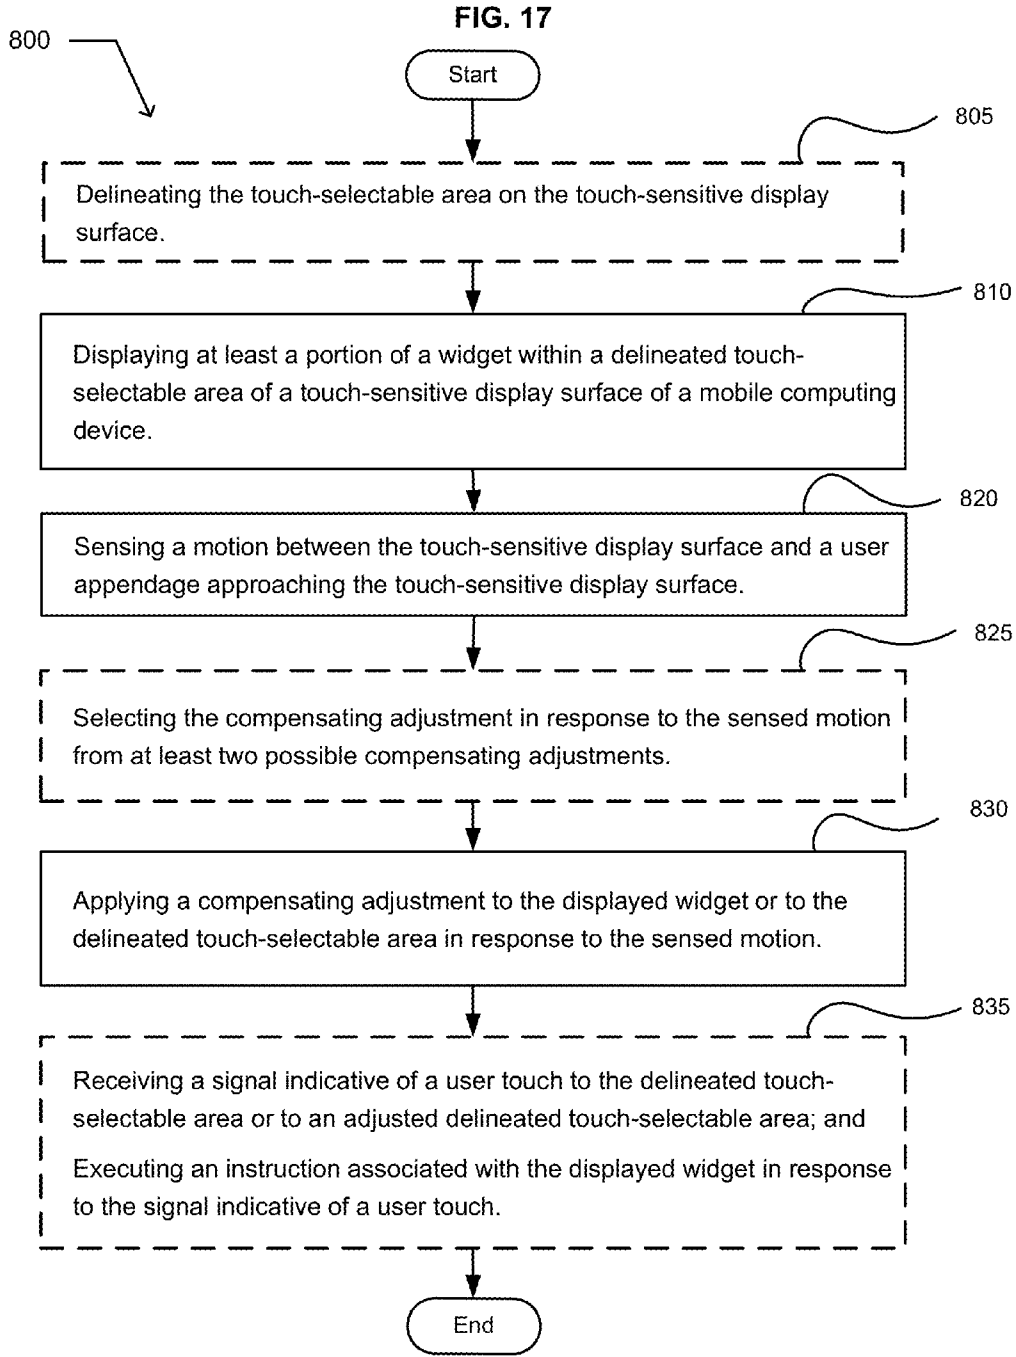 FIG. 17
800
Start
805
Delineating the touch-selectable area on the touch-sensitive display
surface.
810
Displaying at least a portion of a widget within a delineated touch-
selectable area of a touch-sensitive display surface of a mobile computing
device.
820
Sensing a motion between the touch-sensitive display surface and a user
appendage approaching the touch-sensitive display surface.
825
Selecting the compensating adjustment in response to the sensed motion
from at least two possible compensating adjustments.
830
Applying a compensating adjustment to the displayed widget or to the
delineated touch-selectable area in response to the sensed motion.
835
Receiving a signal indicative of a user touch to the delineated touch-
selectable area or to an adjusted delineated touch-selectable area; and
Executing an instruction associated with the displayed widget in response
to the signal indicative of a user touch.
End